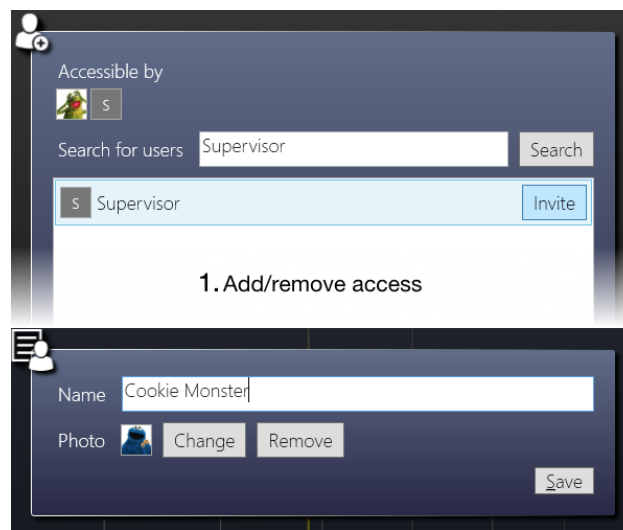 Accessible by
S
Search for users Supervisor Search
S Supervisor Invite
1. Add/remove access
Name Cookie Monster
Photo Change Remove
Save